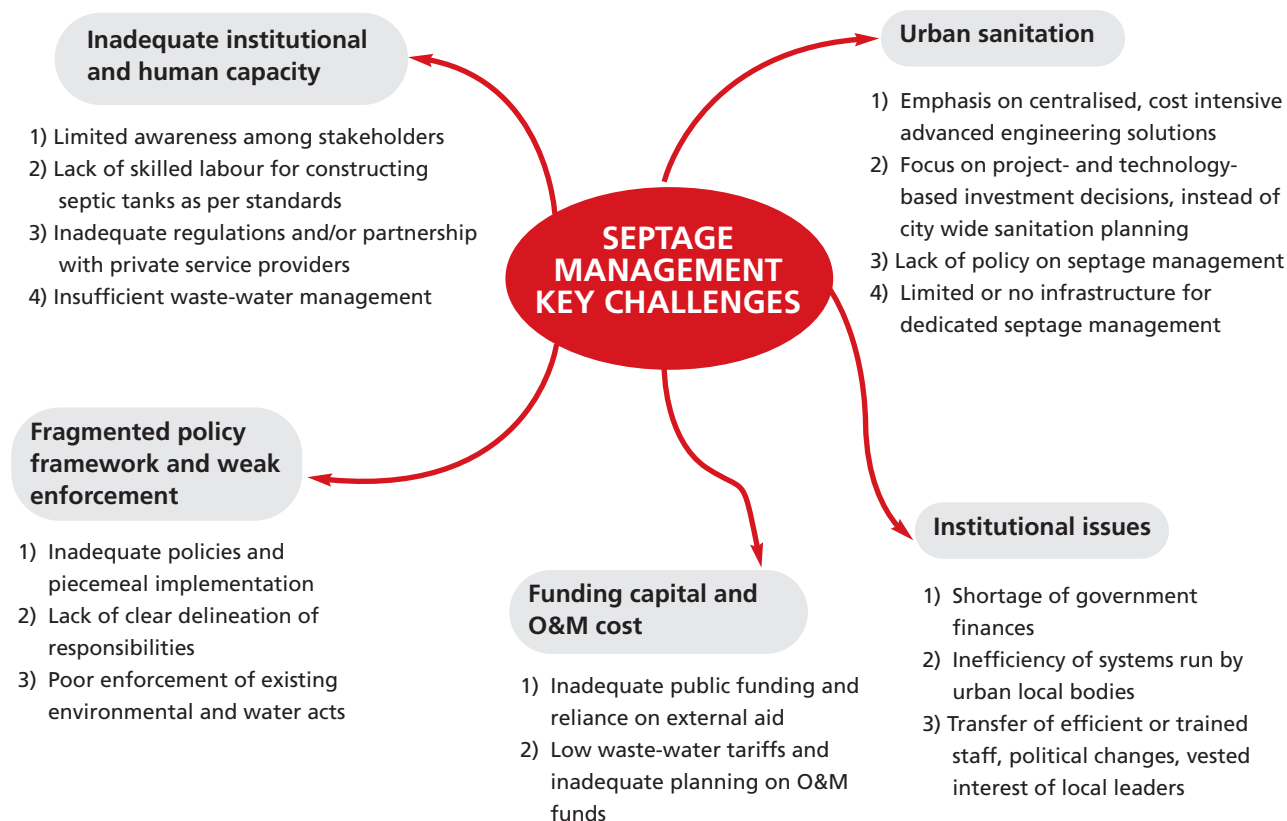 Inadequate institutional
and human capacity
1) Limited awareness among stakeholders
2) Lack of skilled labour for constructing
septic tanks as per standards
3) Inadequate regulations and/or partnership
with private service providers
4) Insufficient waste-water management
Urban sanitation
1) Emphasis on centralised, cost intensive
advanced engineering solutions
2) Focus on project- and technology-
based investment decisions, instead of
city wide sanitation planning
3) Lack of policy on septage management
4) Limited or no infrastructure for
dedicated septage management
SEPTAGE
MANAGEMENT
KEY CHALLENGES
Fragmented policy
framework and weak
enforcement
1) Inadequate policies and
piecemeal implementation
2) Lack of clear delineation of
responsibilities
3) Poor enforcement of existing
environmental and water acts
Funding capital and
O&M cost
1) Inadequate public funding and
reliance on external aid
2) Low waste-water tariffs and
inadequate planning on O&M
funds
Institutional issues
1) Shortage of government
finances
2) Inefficiency of systems run by
urban local bodies
3) Transfer of efficient or trained
staff, political changes, vested
interest of local leaders